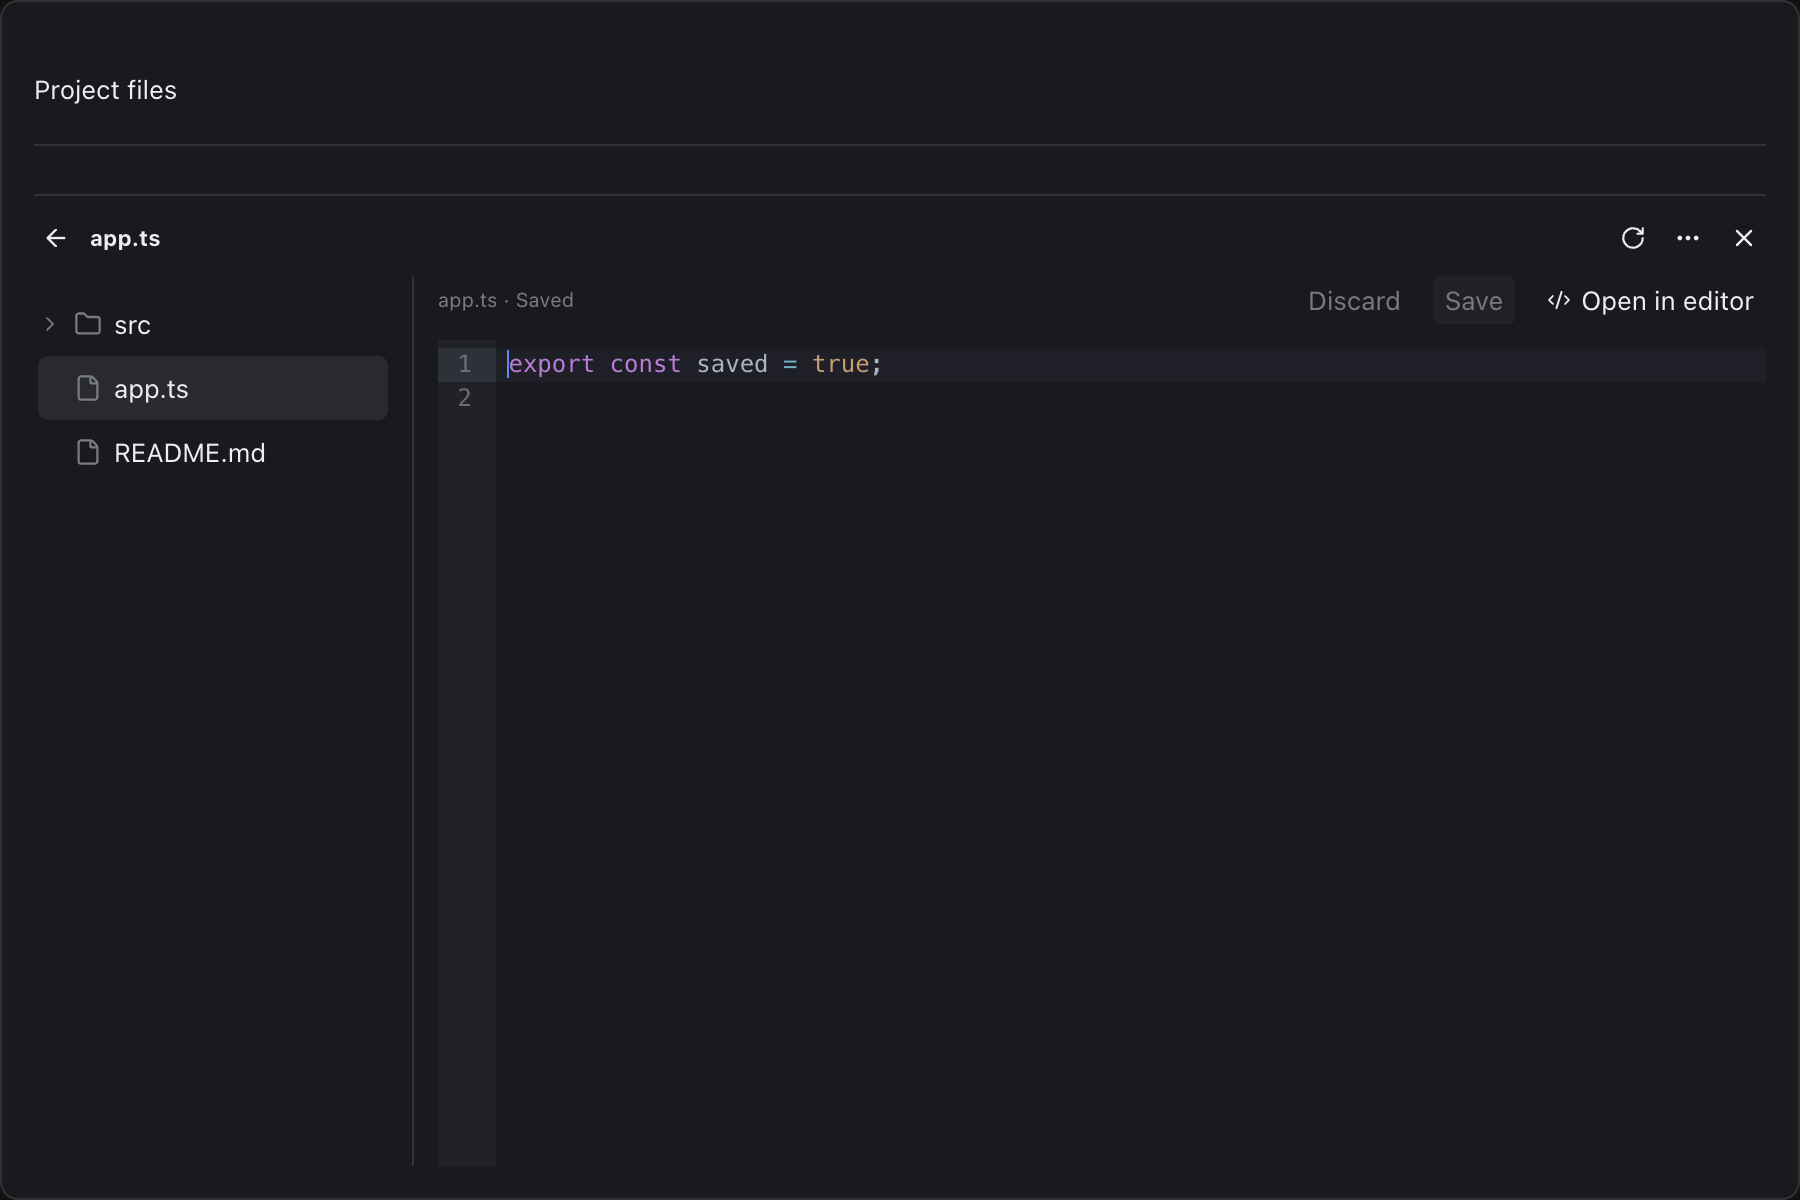 Project files
app.ts
src
app.ts
README.md
app.ts · Saved
Discard
Save
</> Open in editor
1 export const saved = true;
2